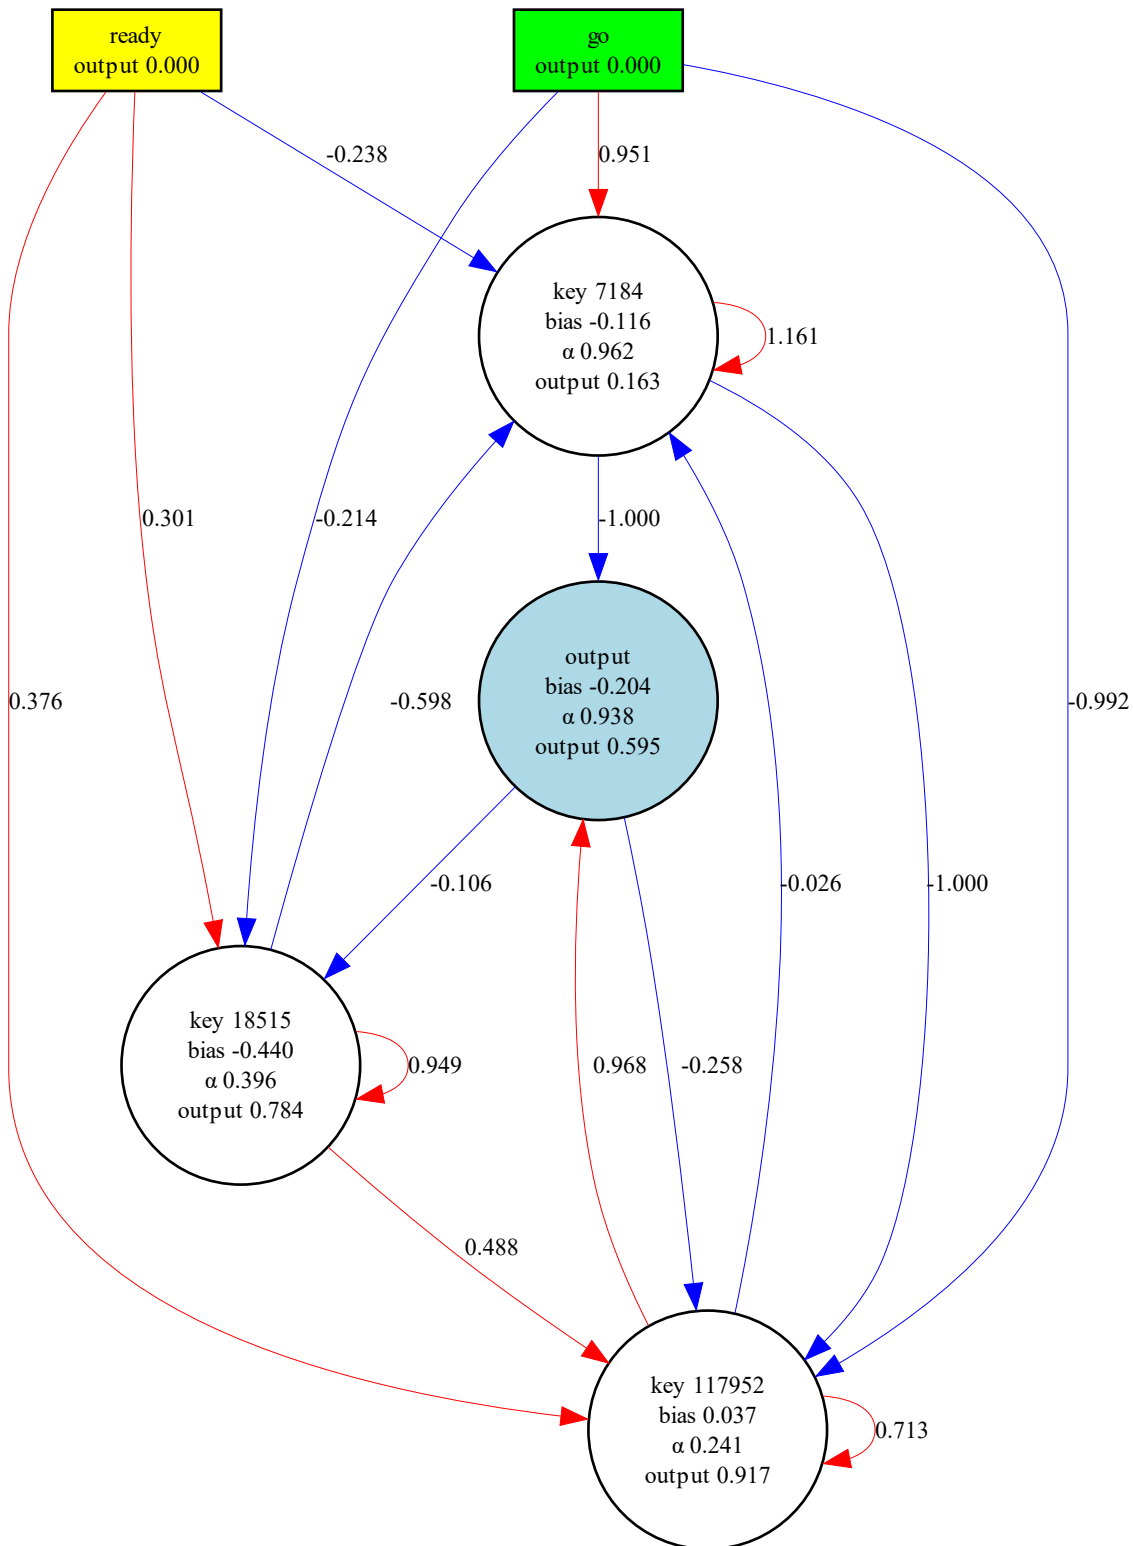 ready
output 0.000
go
output 0.000
-0.238
0.951
key 7184
bias -0.116
α 0.962
output 0.163
1.161
0.301
-0.214
-1.000
output
bias -0.204
α 0.938
output 0.595
0.376
-0.598
-0.992
-0.106
-0.026
-1.000
key 18515
bias -0.440
α 0.396
output 0.784
0.949
0.968
-0.258
0.488
key 117952
bias 0.037
α 0.241
output 0.917
0.713